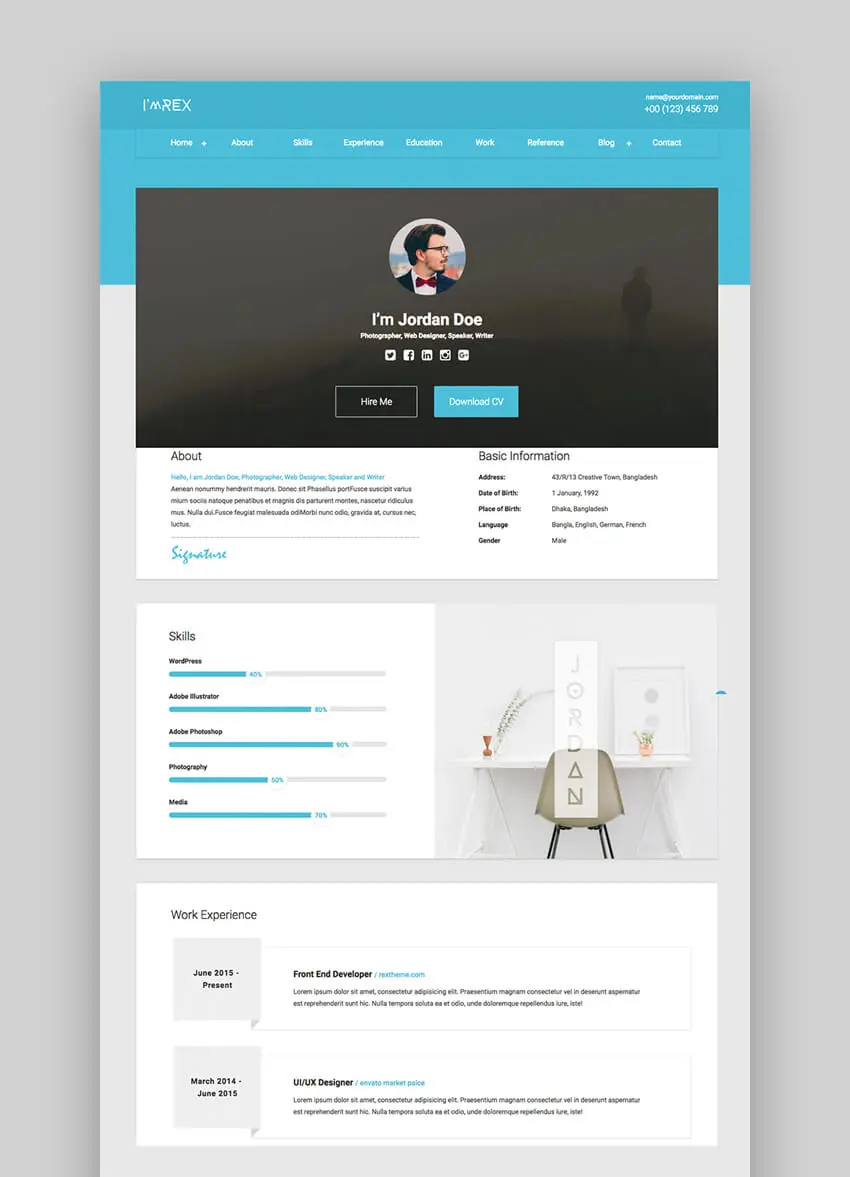 I'mREX
name@yourdomain.com
+00 (123) 456 789
Home + About Skills Experience Education Work Reference Blog + Contact
I'm Jordan Doe
Photographer, Web Designer, Speaker, Writer
Hire Me
Download CV
About
Hello, I am Jordan Doe, Photographer, Web Designer, Speaker and Writer
Aenean nonummy hendrerit mauris. Donec sit Phasellus portFusce suscipit varius
mium sociis natoque penatibus et magnis dis parturient montes, nascetur ridiculus
mus. Nulla dui.Fusce feugiat malesuada odiMorbi nunc odio, gravida at, cursus nec,
luctus.
Signature
Basic Information
Address: 43/R/13 Creative Town, Bangladesh
Date of Birth: 1 January, 1992
Place of Birth: Dhaka, Bangladesh
Language Bangla, English, German, French
Gender Male
Skills
WordPress
40%
Adobe Illustrator
80%
Adobe Photoshop
90%
Photography
50%
Media
70%
JORDAN
Work Experience
June 2015 -
Present
Front End Developer / rextheme.com
Lorem ipsum dolor sit amet, consectetur adipisicing elit. Praesentium magnam consectetur vel in deserunt aspernatur
est reprehenderit sunt hic. Nulla tempora soluta ea et odio, unde doloremque repellendus iure, iste!
March 2014 -
June 2015
UI/UX Designer / envato market palce
Lorem ipsum dolor sit amet, consectetur adipisicing elit. Praesentium magnam consectetur vel in deserunt aspernatur
est reprehenderit sunt hic. Nulla tempora soluta ea et odio, unde doloremque repellendus iure, iste!